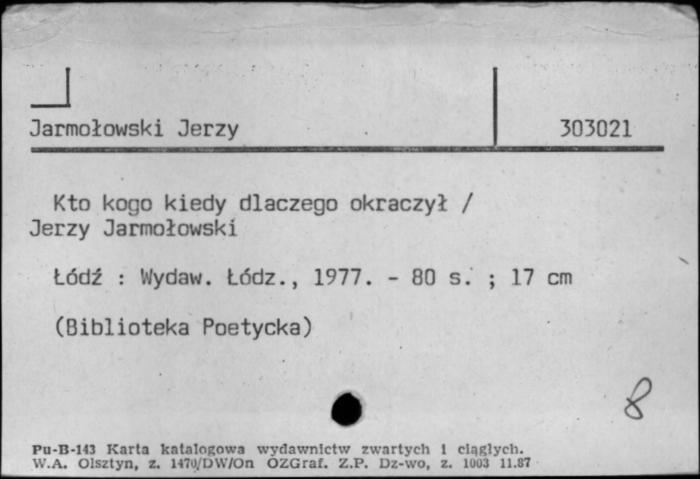 Jarmołowski Jerzy 303021
Kto kogo kiedy dlaczego okraczył /
Jerzy Jarmołowski
Łódź : Wydaw. Łódz., 1977. - 80 s. ; 17 cm
(Biblioteka Poetycka)
8
Pu-B-143 Karta katalogowa wydawnictw zwartych i ciągłych.
W.A. Olsztyn, z. 1470/DW/On OZGraf. Z.P. Dz-wo, z. 1003 11.87